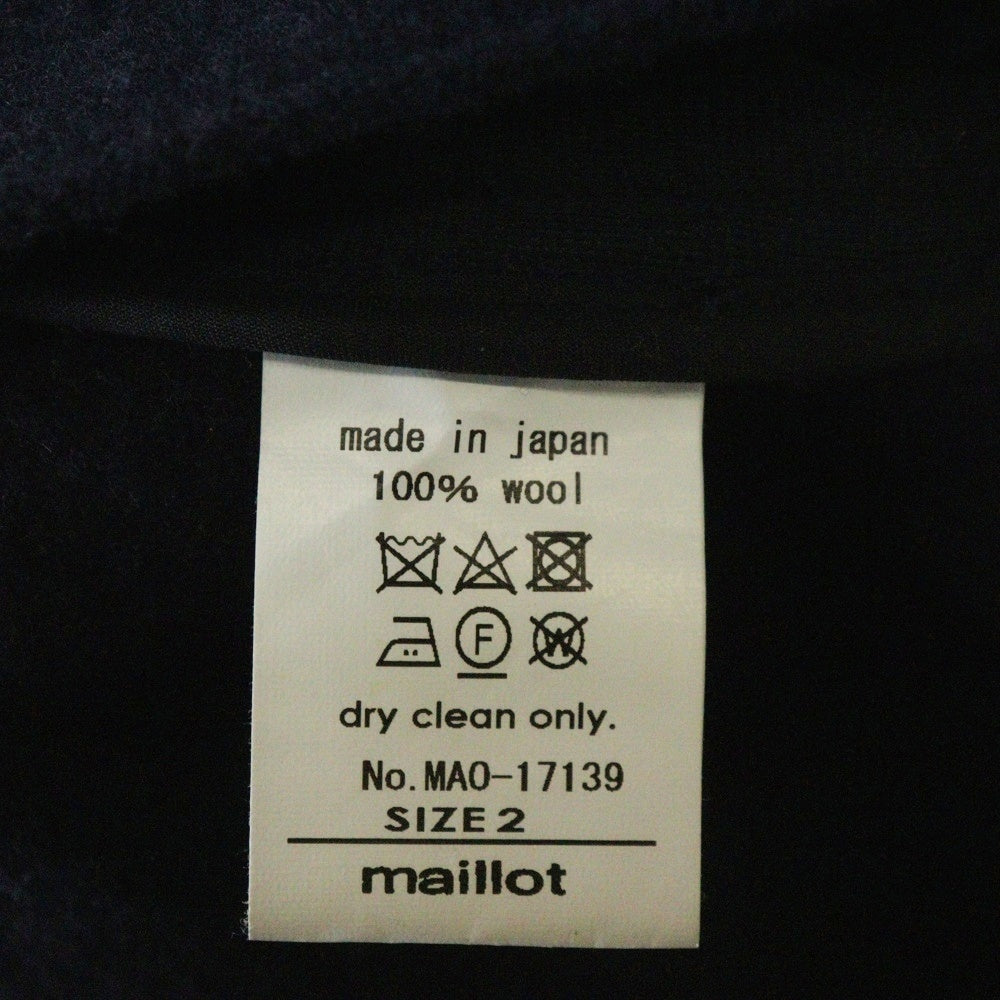 made in japan
100% wool
F W
dry clean only.
No.MAO-17139
SIZE 2
maillot